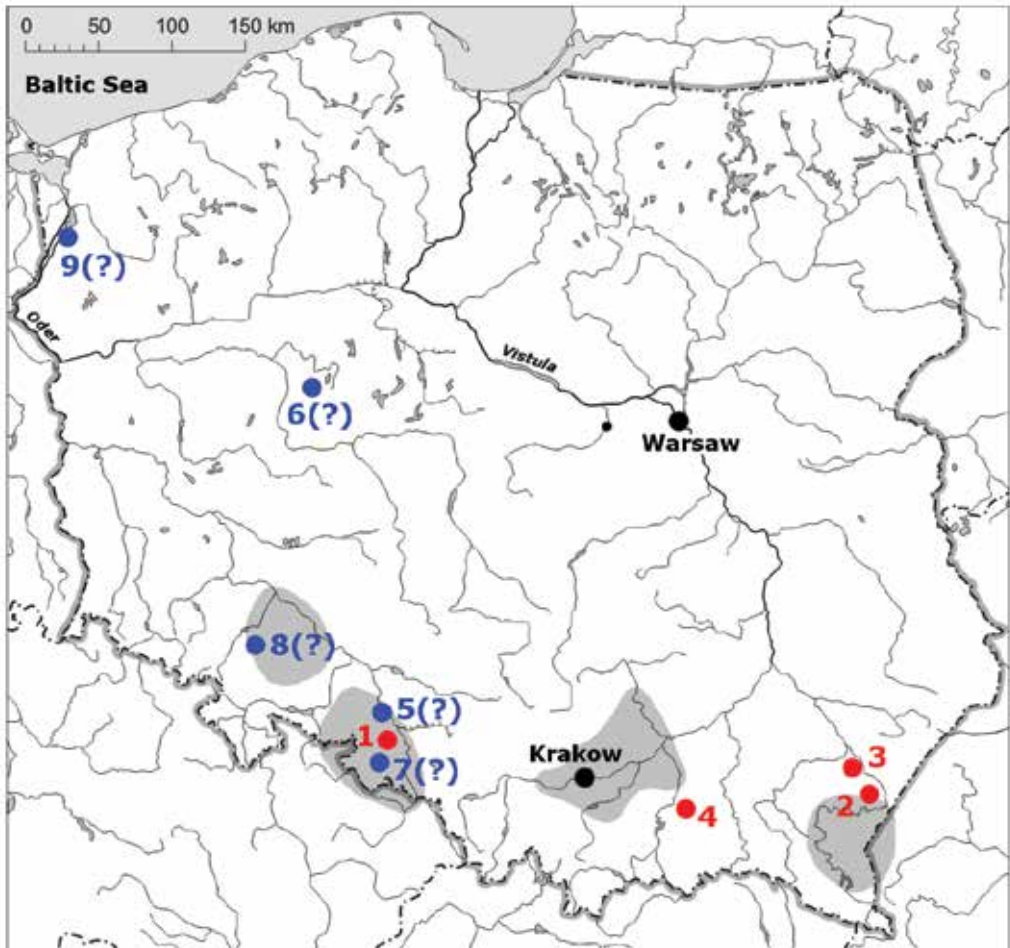 0 50 100 150 km
Baltic Sea
9(?)
Oder
Vistula
6(?)
Warsaw
8(?)
5(?)
1
7(?)
Krakow
3
2
4